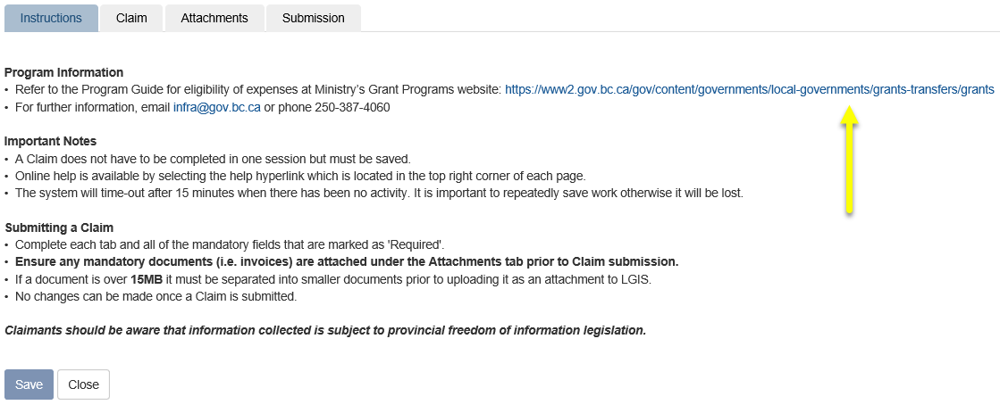 Instructions Claim Attachments Submission
Program Information
• Refer to the Program Guide for eligibility of expenses at Ministry's Grant Programs website: https://www2.gov.bc.ca/gov/content/governments/local-governments/grants-transfers/grants
• For further information, email infra@gov.bc.ca or phone 250-387-4060
Important Notes
• A Claim does not have to be completed in one session but must be saved.
• Online help is available by selecting the help hyperlink which is located in the top right corner of each page.
• The system will time-out after 15 minutes when there has been no activity. It is important to repeatedly save work otherwise it will be lost.
Submitting a Claim
• Complete each tab and all of the mandatory fields that are marked as 'Required'.
• Ensure any mandatory documents (i.e. invoices) are attached under the Attachments tab prior to Claim submission.
• If a document is over 15MB it must be separated into smaller documents prior to uploading it as an attachment to LGIS.
• No changes can be made once a Claim is submitted.
Claimants should be aware that information collected is subject to provincial freedom of information legislation.
Save Close